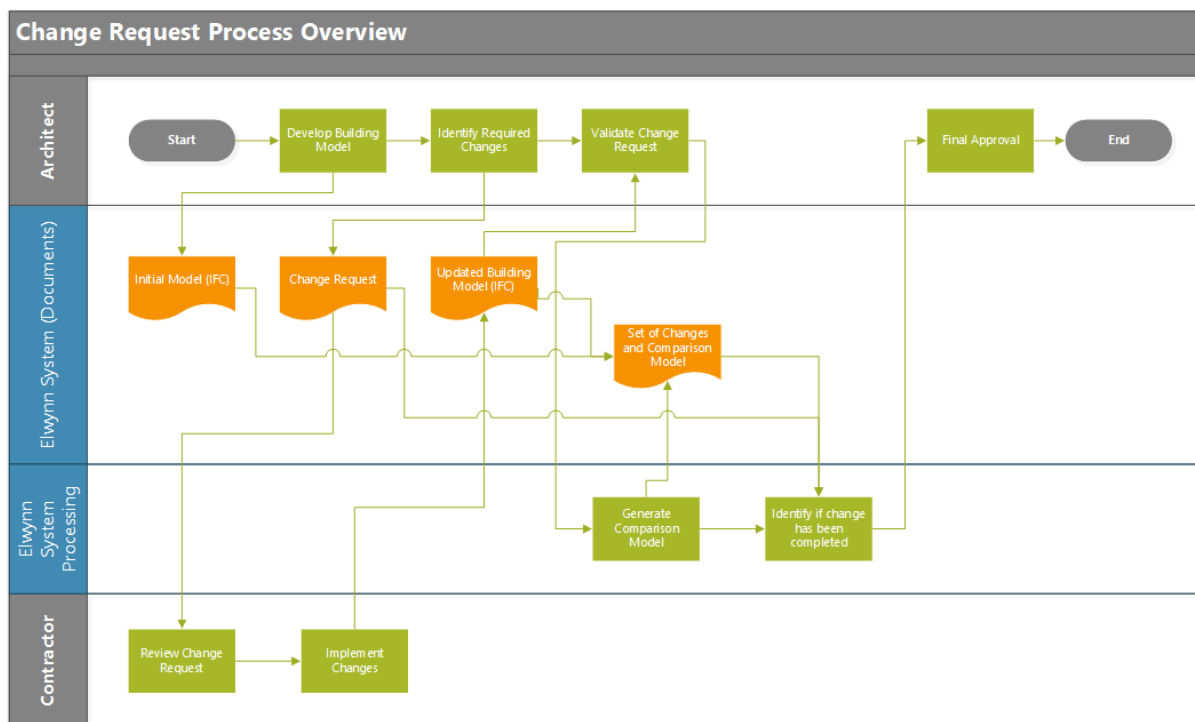 Change Request Process Overview
Architect
Start
Develop Building
Model
Identify Required
Changes
Validate Change
Request
Final Approval
End
Elwynn System (Documents)
Initial Model (IFC)
Change Request
Updated Building
Model (IFC)
Set of Changes
and Comparison
Model
Elwynn
System
Processing
Generate
Comparison
Model
Identify if change
has been
completed
Contractor
Review Change
Request
Implement
Changes